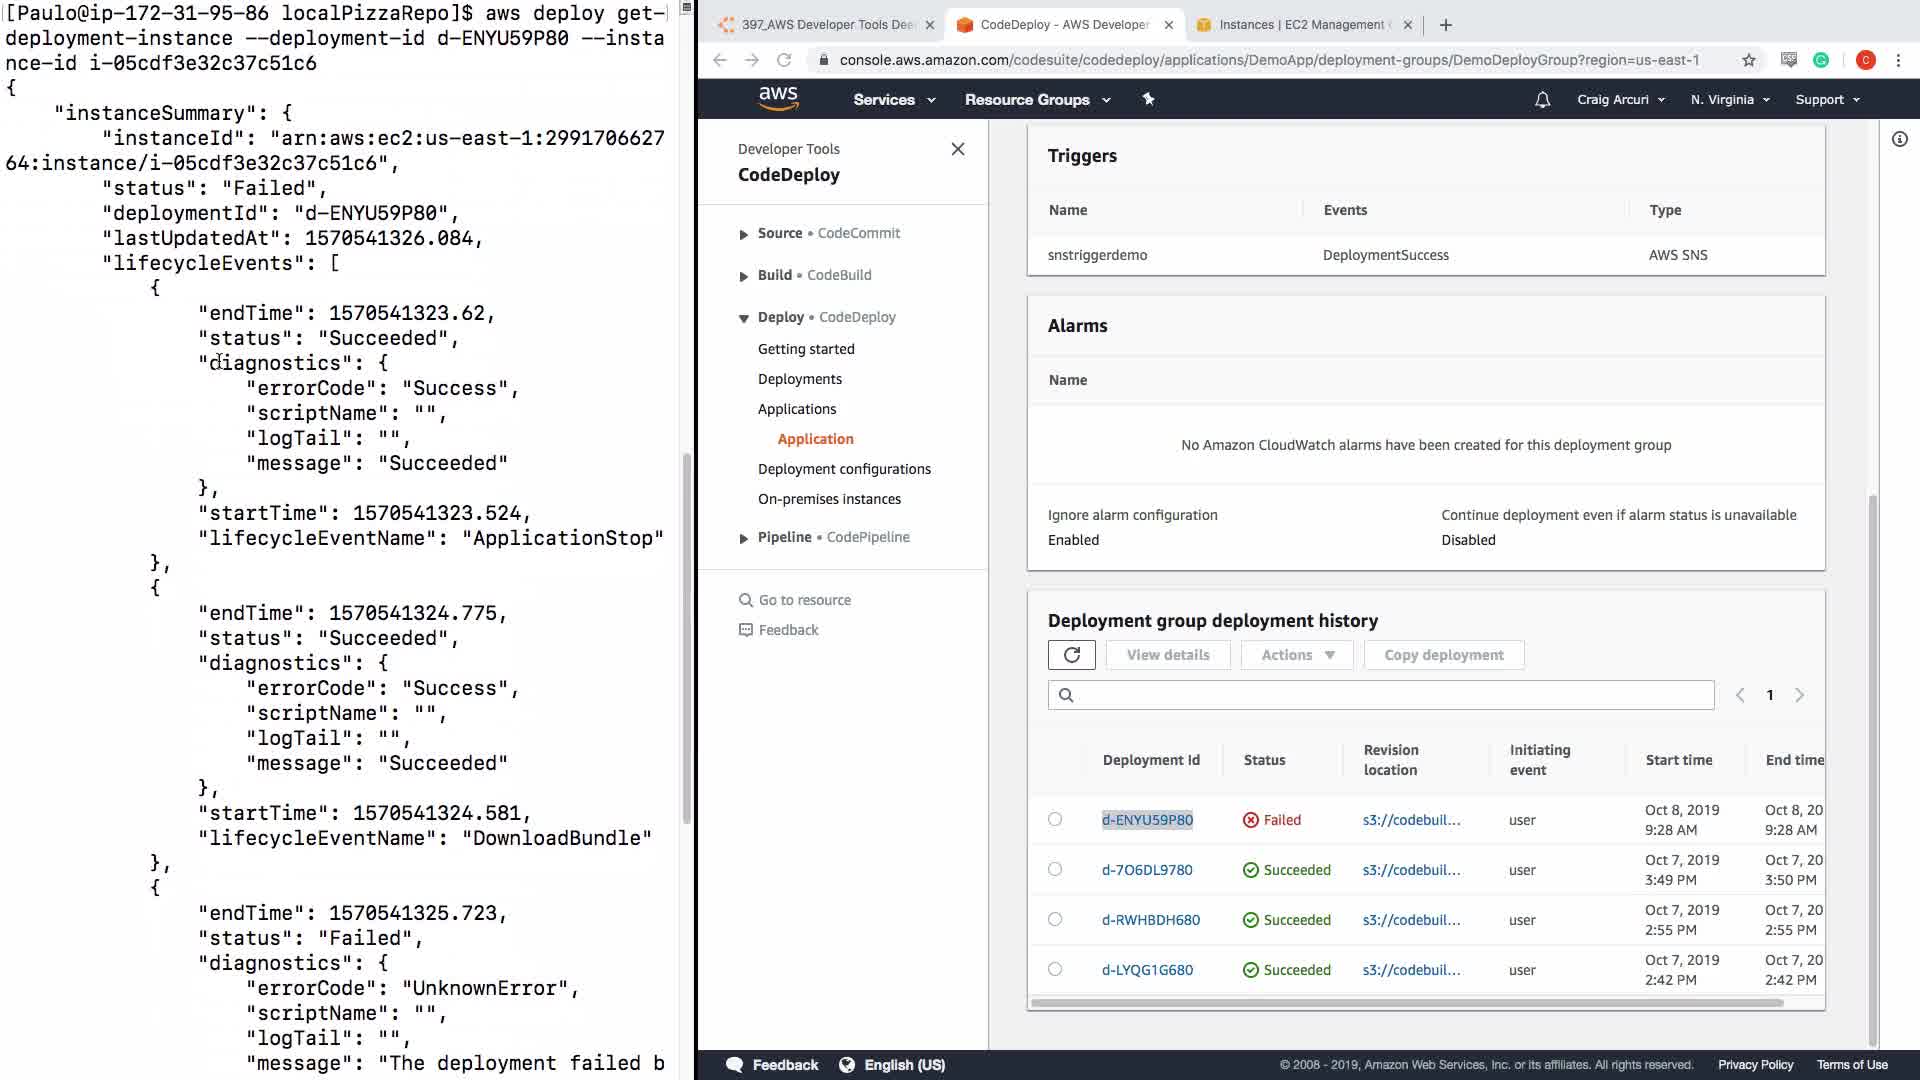 [Paulo@ip-172-31-95-86 localPizzaRepo]$ aws deploy get-
deployment-instance --deployment-id d-ENYU59P80 --insta
nce-id i-05cdf3e32c37c51c6
{
"instanceSummary": {
"instanceId": "arn:aws:ec2:us-east-1:2991706627
64:instance/i-05cdf3e32c37c51c6",
"status": "Failed",
"deploymentId": "d-ENYU59P80",
"lastUpdatedAt": 1570541326.084,
"lifecycleEvents": [
{
"endTime": 1570541323.62,
"status": "Succeeded",
"diagnostics": {
"errorCode": "Success",
"scriptName": "",
"logTail": "",
"message": "Succeeded"
},
"startTime": 1570541323.524,
"lifecycleEventName": "ApplicationStop"
},
{
"endTime": 1570541324.775,
"status": "Succeeded",
"diagnostics": {
"errorCode": "Success",
"scriptName": "",
"logTail": "",
"message": "Succeeded"
},
"startTime": 1570541324.581,
"lifecycleEventName": "DownloadBundle"
},
{
"endTime": 1570541325.723,
"status": "Failed",
"diagnostics": {
"errorCode": "UnknownError",
"scriptName": "",
"logTail": "",
"message": "The deployment failed b
397_AWS Developer Tools Dee
CodeDeploy - AWS Developer
Instances | EC2 Management
console.aws.amazon.com/codesuite/codedeploy/applications/DemoApp/deployment-groups/DemoDeployGroup?region=us-east-1
C
aws
Services
Resource Groups
Craig Arcuri
N. Virginia
Support
Developer Tools
CodeDeploy
Source • CodeCommit
Build • CodeBuild
Deploy • CodeDeploy
Getting started
Deployments
Applications
Application
Deployment configurations
On-premises instances
Pipeline • CodePipeline
Go to resource
Feedback
Triggers
Name Events Type
snstriggerdemo DeploymentSuccess AWS SNS
Alarms
Name
No Amazon CloudWatch alarms have been created for this deployment group
Ignore alarm configuration
Enabled
Continue deployment even if alarm status is unavailable
Disabled
Deployment group deployment history
View details
Actions
Copy deployment
1
Deployment Id Status Revision location Initiating event Start time End time
d-ENYU59P80 Failed s3://codebuil... user Oct 8, 2019 9:28 AM Oct 8, 20 9:28 AM
d-7O6DL9780 Succeeded s3://codebuil... user Oct 7, 2019 3:49 PM Oct 7, 20 3:50 PM
d-RWHBDH680 Succeeded s3://codebuil... user Oct 7, 2019 2:55 PM Oct 7, 20 2:55 PM
d-LYQG1G680 Succeeded s3://codebuil... user Oct 7, 2019 2:42 PM Oct 7, 20 2:42 PM
Feedback
English (US)
© 2008 - 2019, Amazon Web Services, Inc. or its affiliates. All rights reserved.
Privacy Policy
Terms of Use